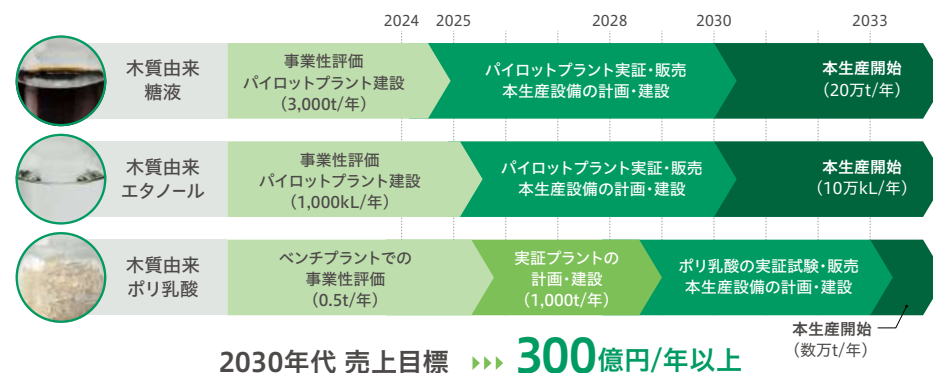 2024 2025 2028 2030 2033
木質由来
糖液
事業性評価
パイロットプラント建設
（3,000t/年）
パイロットプラント実証・販売
本生産設備の計画・建設
本生産開始
（20万t/年）
木質由来
エタノール
事業性評価
パイロットプラント建設
（1,000kL/年）
パイロットプラント実証・販売
本生産設備の計画・建設
本生産開始
（10万kL/年）
木質由来
ポリ乳酸
ベンチプラントでの
事業性評価
（0.5t/年）
実証プラントの
計画・建設
（1,000t/年）
ポリ乳酸の実証試験・販売
本生産設備の計画・建設
本生産開始
（数万t/年）
2030年代 売上目標 300億円/年以上